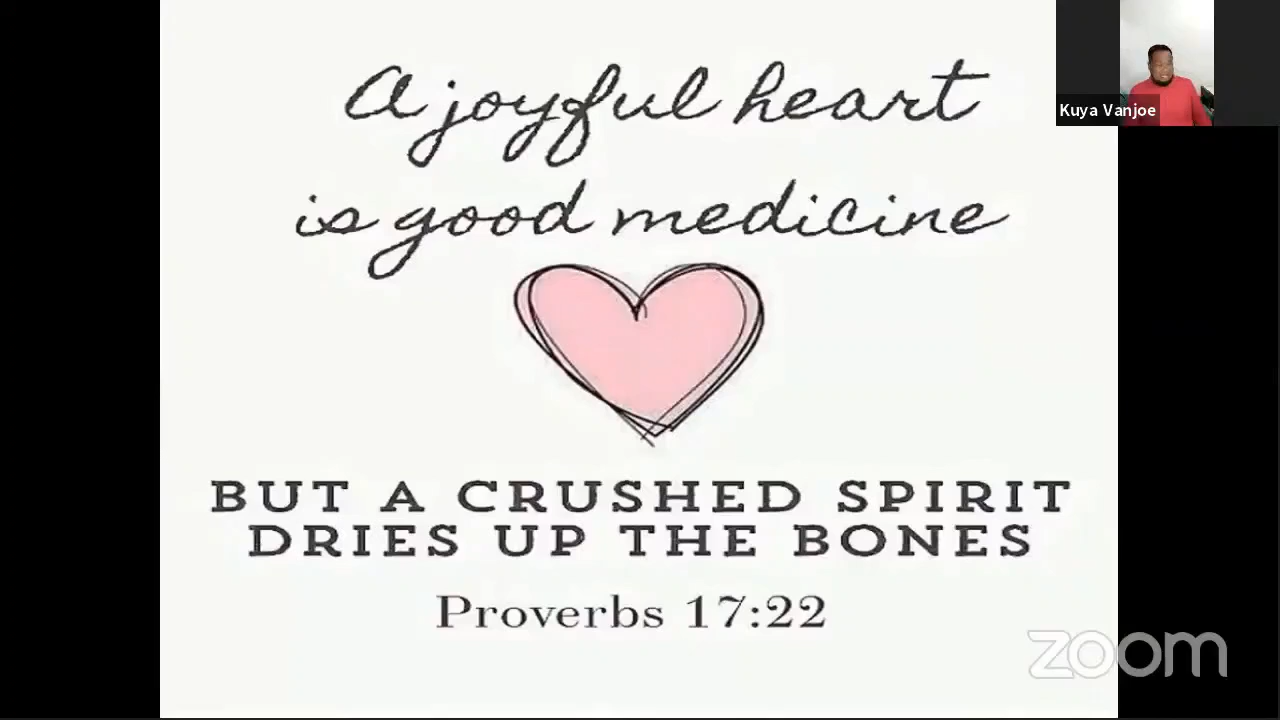 A joyful heart
is good medicine
BUT A CRUSHED SPIRIT
DRIES UP THE BONES
Proverbs 17:22
Kuya Vanjoe
zoom